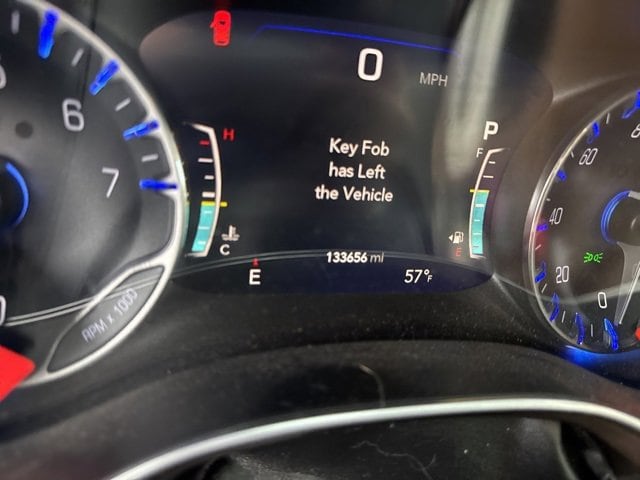 0
MPH
6
7
H
P
F
Key Fob
has Left
the Vehicle
60
40
20
0
C
E
133656 mi
E
57°F
RPM x 1000